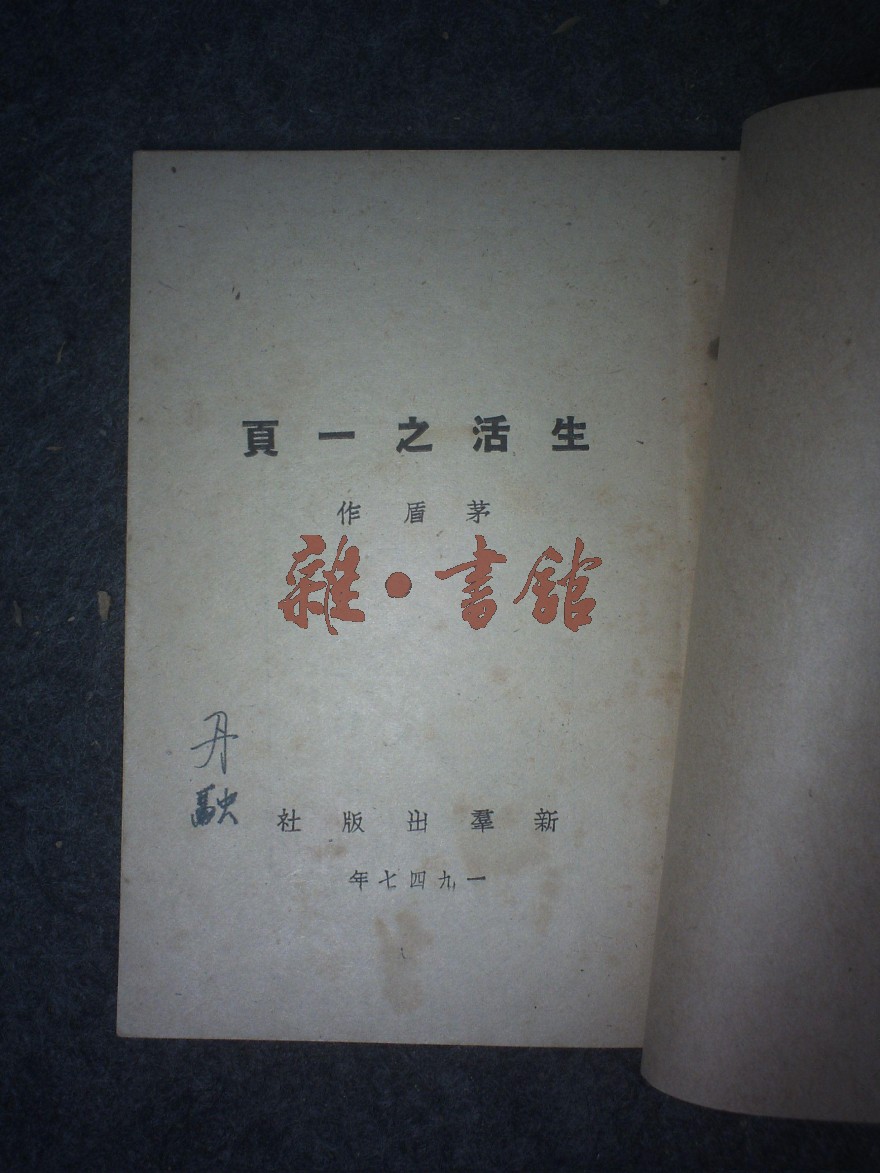 生活之一頁
茅盾作
雜·書館
丹
新羣出版社
一九四七年